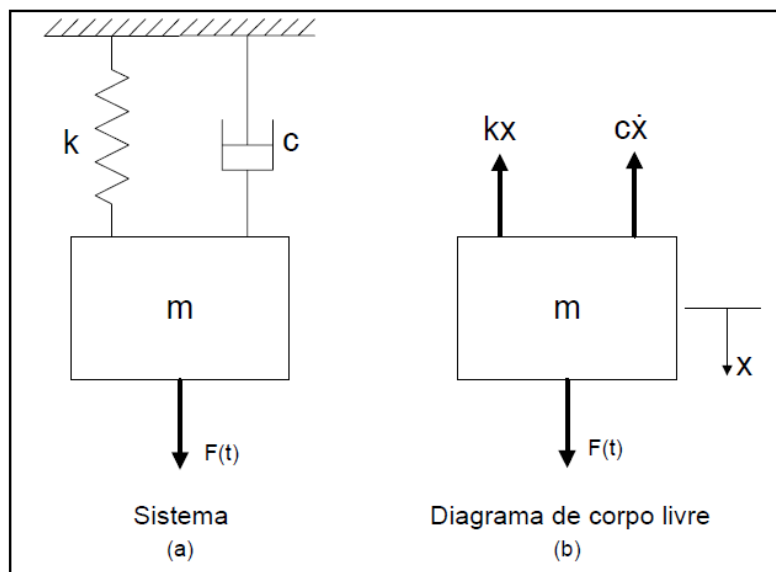 kx
cẋ
k
c
m
m
x
F(t)
F(t)
Sistema
Diagrama de corpo livre
(a)
(b)